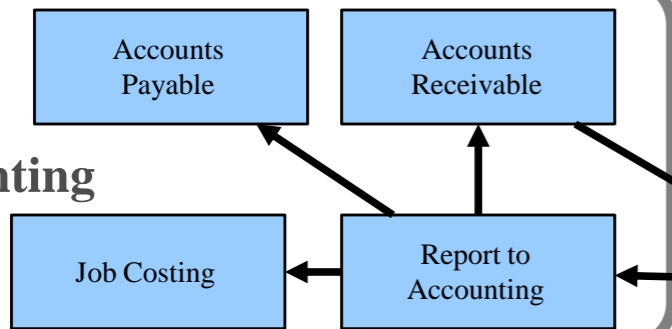 Accounts
Payable
Accounts
Receivable
nting
Job Costing
Report to
Accounting